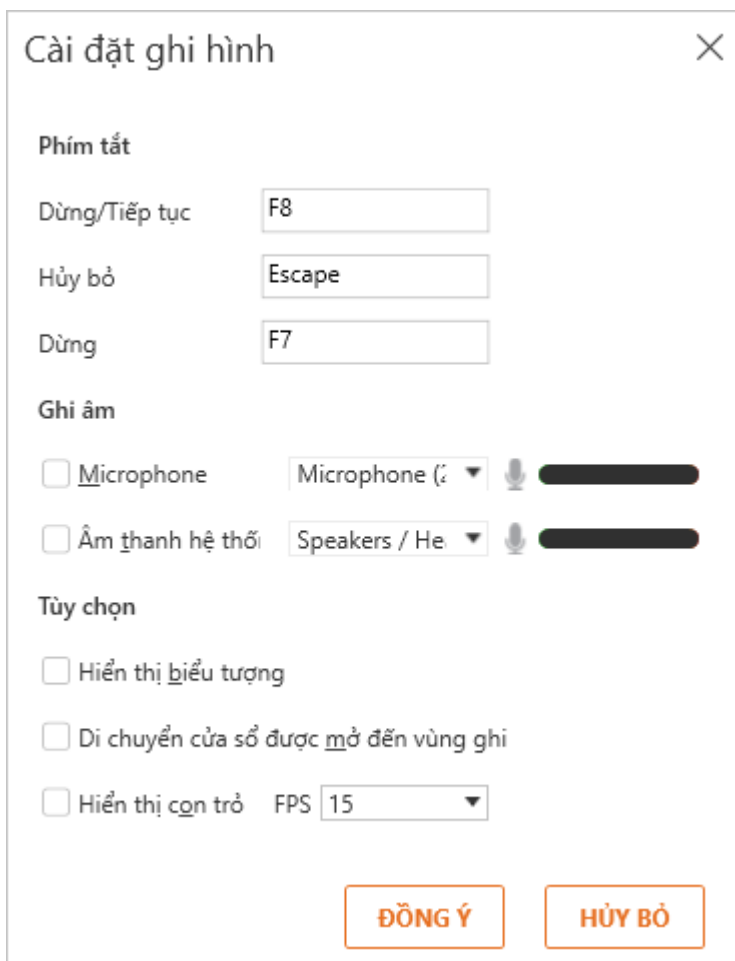 Cài đặt ghi hình
Phím tắt
Dừng/Tiếp tục F8
Hủy bỏ Escape
Dừng F7
Ghi âm
Microphone Microphone (
Âm thanh hệ Speakers /
Tùy chọn
Hiển thị biểu tượng
Di chuyển cửa sổ được mở đến vùng ghi
Hiển thị con trỏ FPS 15
ĐỒNG Ý HỦY BỎ